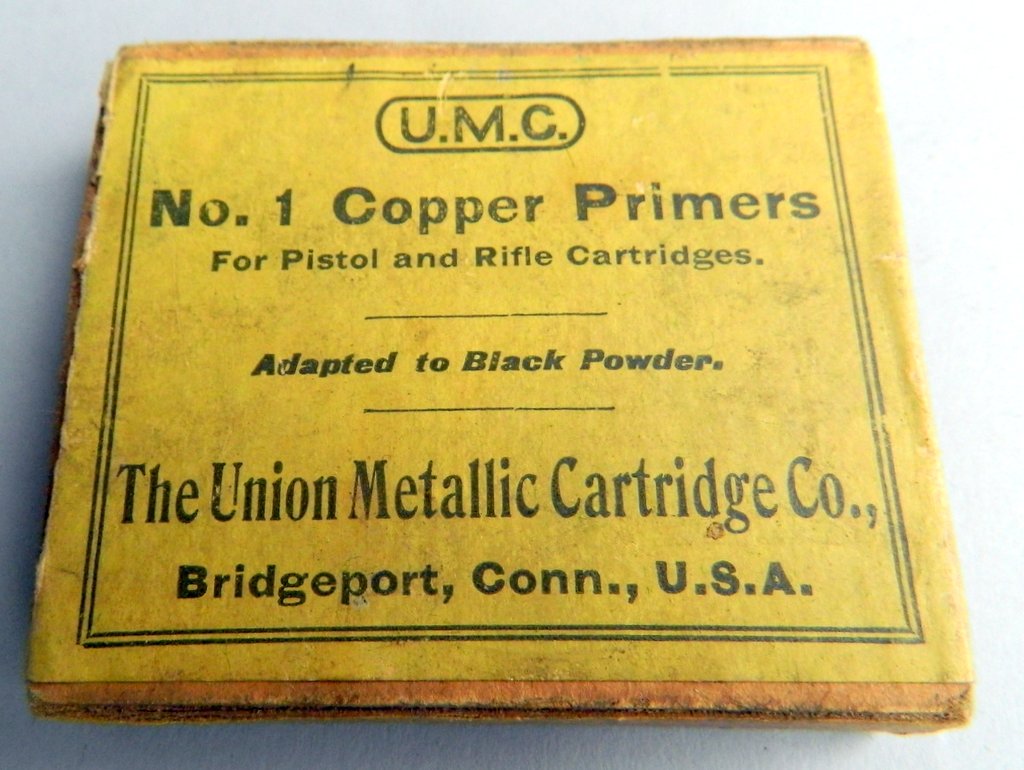 U.M.C.
No. 1 Copper Primers
For Pistol and Rifle Cartridges.
Adapted to Black Powder.
The Union Metallic Cartridge Co.,
Bridgeport, Conn., U.S.A.